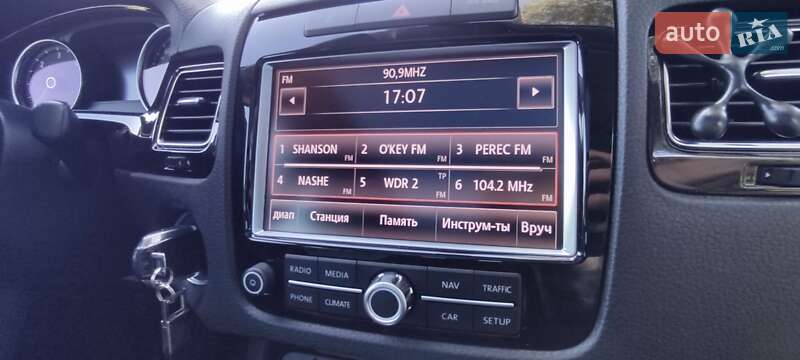 auto RIA .com
FM
90,9MHZ
17:07
1 SHANSON FM 2 O'KEY FM FM 3 PEREC FM FM
4 NASHE FM 5 WDR 2 TP FM 6 104.2 MHz FM
диап Станция Память Инструм-ты Вруч
RADIO MEDIA NAV TRAFFIC
PHONE CLIMATE CAR SETUP